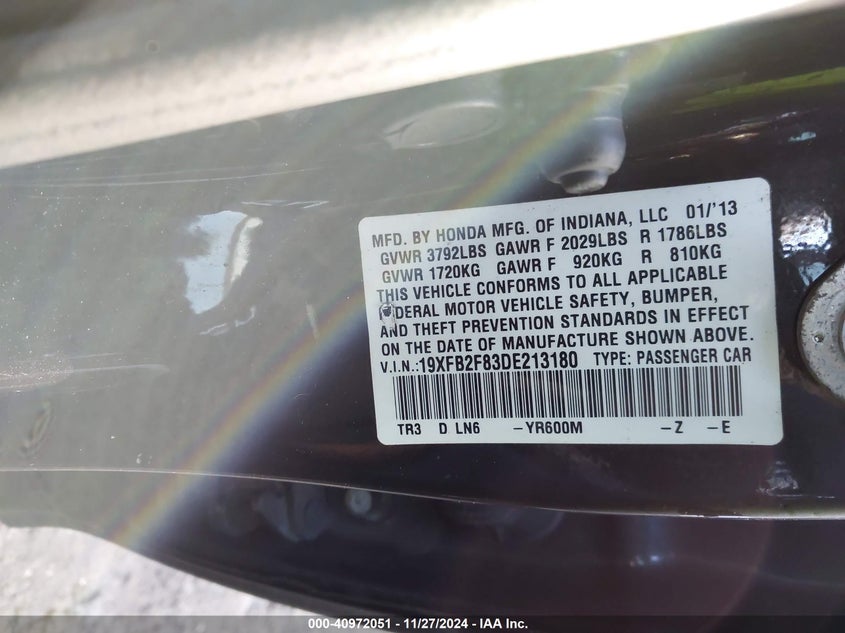 MFD. BY HONDA MFG. OF INDIANA, LLC 01/'13
GVWR 3792LBS GAWR F 2029LBS R 1786LBS
GVWR 1720KG GAWR F 920KG R 810KG
THIS VEHICLE CONFORMS TO ALL APPLICABLE
FEDERAL MOTOR VEHICLE SAFETY, BUMPER,
AND THEFT PREVENTION STANDARDS IN EFFECT
ON THE DATE OF MANUFACTURE SHOWN ABOVE.
V.I.N.:19XFB2F83DE213180 TYPE: PASSENGER CAR
TR3 D LN6 -YR600M -Z -E
000-40972051 - 11/27/2024 - IAA Inc.